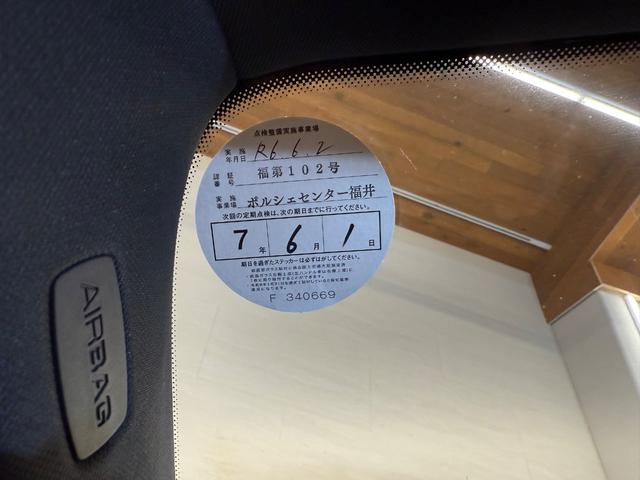 点検整備実施事業場
実施年月日 R6.6.2
認証番号 福第102号
実施事業場 ポルシェセンター福井
次回の定期点検は、次の期日までに行ってください。
7年 6月 1日
期日を過ぎたステッカーは必ずはがしてください。
F 340669
AIRBAG